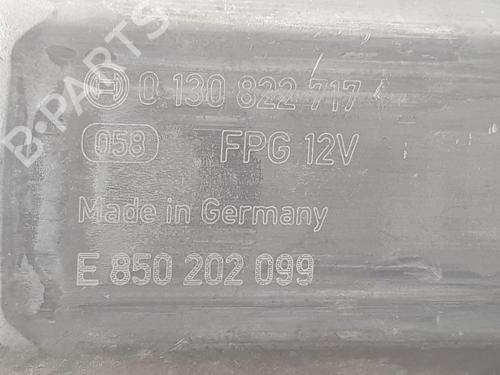 0 130 822 717
058 FPG 12V
Made in Germany
E 850 202 099
B-PARTS